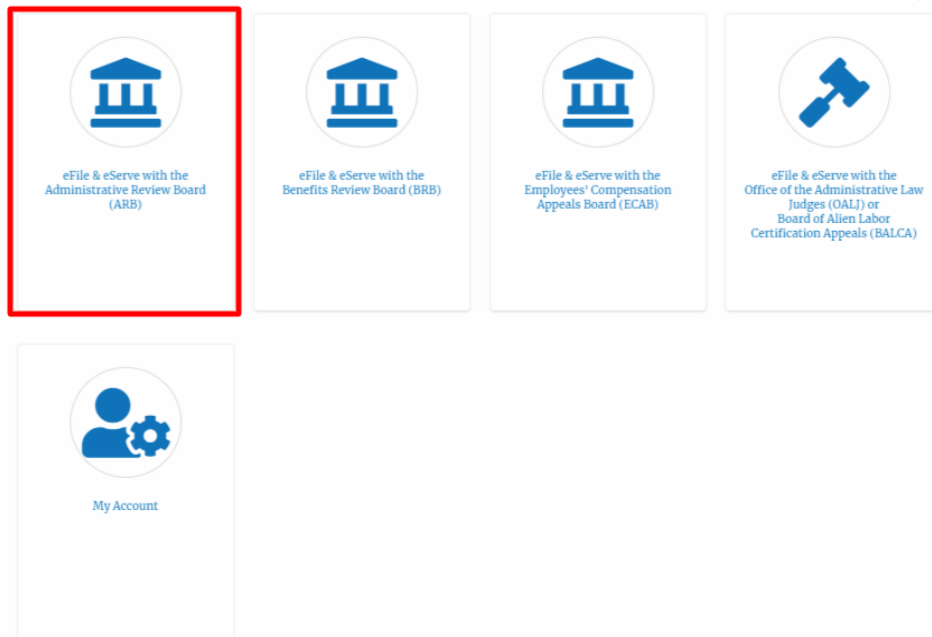 eFile & eServe with the
Administrative Review Board
(ARB)
eFile & eServe with the
Benefits Review Board (BRB)
eFile & eServe with the
Employees' Compensation
Appeals Board (ECAB)
eFile & eServe with the
Office of the Administrative Law
Judges (OALJ) or
Board of Alien Labor
Certification Appeals (BALCA)
My Account